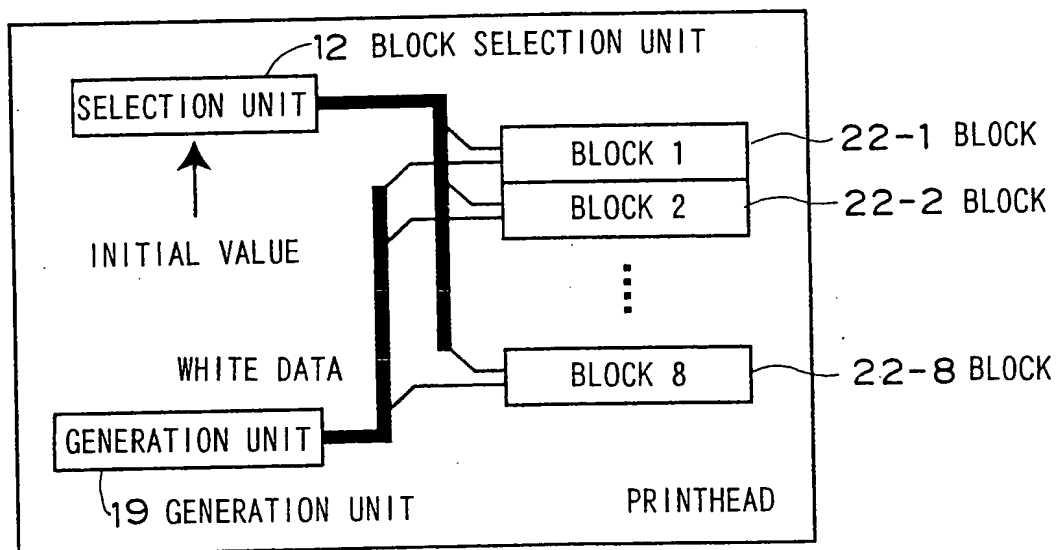 12 BLOCK SELECTION UNIT
SELECTION UNIT
BLOCK 1
22-1 BLOCK
BLOCK 2
22-2 BLOCK
INITIAL VALUE
WHITE DATA
BLOCK 8
22-8 BLOCK
GENERATION UNIT
19 GENERATION UNIT
PRINTHEAD